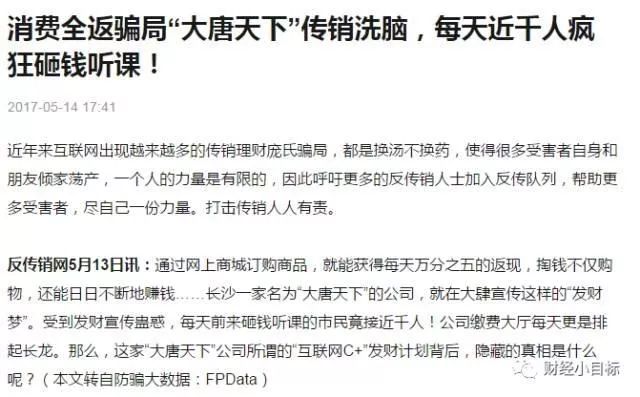 消费全返骗局“大唐天下”传销洗脑，每天近千人疯
狂砸钱听课！
2017-05-14 17:41
近年来互联网出现越来越多的传销理财庞氏骗局，都是换汤不换药，使得很多受害者自身和
朋友倾家荡产，一个人的力量是有限的，因此呼吁更多的反传销人士加入反传队列，帮助更
多受害者，尽自己一份力量。打击传销人人有责。
反传销网5月13日讯：通过网上商城订购商品，就能获得每天万分之五的返现，掏钱不仅购
物，还能日日不断地赚钱……长沙一家名为“大唐天下”的公司，就在大肆宣传这样的“发财
梦”。受到发财宣传蛊惑，每天前来砸钱听课的市民竟接近千人！公司缴费大厅每天更是排
起长龙。那么，这家“大唐天下”公司所谓的“互联网C+”发财计划背后，隐藏的真相是什么
呢？（本文转自防骗大数据：FPData）
财经小目标